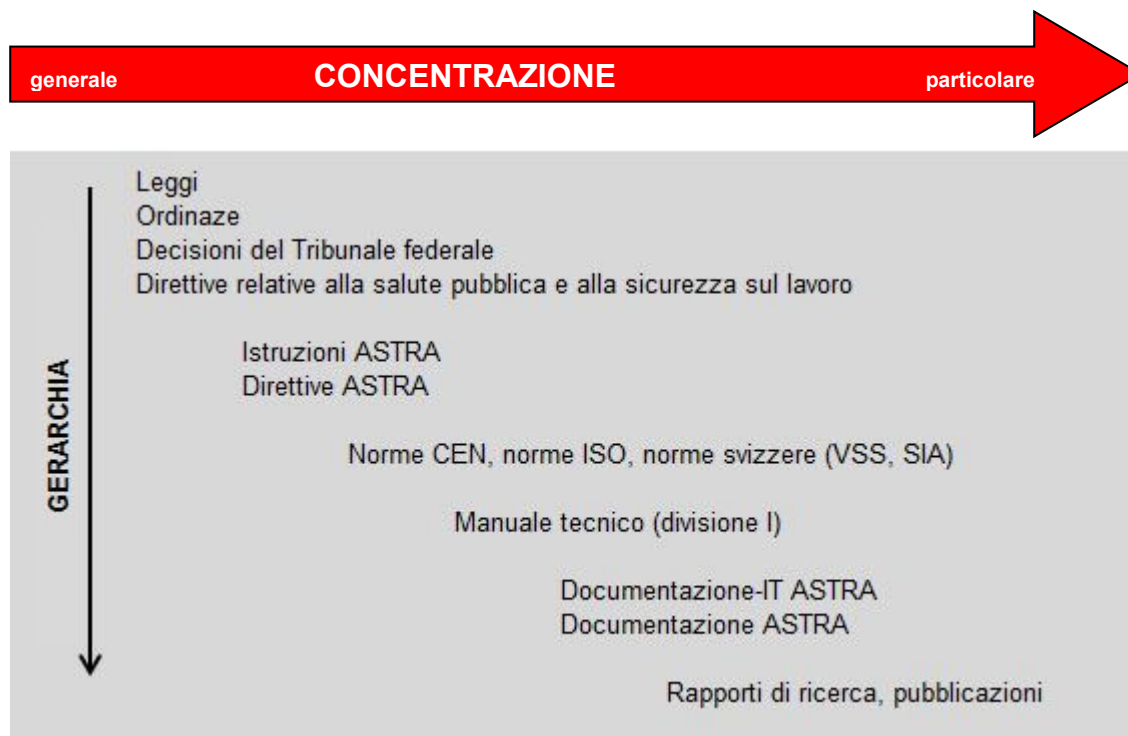 generale CONCENTRAZIONE particolare
Leggi
Ordinaze
Decisioni del Tribunale federale
Direttive relative alla salute pubblica e alla sicurezza sul lavoro
Istruzioni ASTRA
Direttive ASTRA
GERARCHIA
Norme CEN, norme ISO, norme svizzere (VSS, SIA)
Manuale tecnico (divisione I)
Documentazione-IT ASTRA
Documentazione ASTRA
Rapporti di ricerca, pubblicazioni